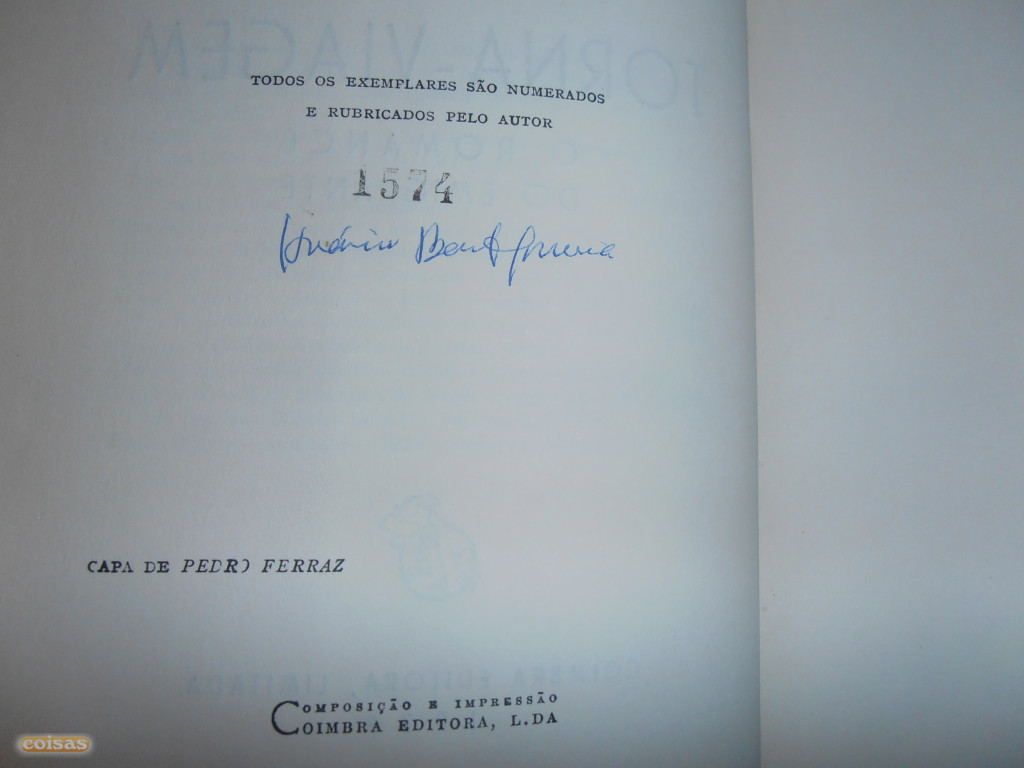 TODOS OS EXEMPLARES SÃO NUMERADOS
E RUBRICADOS PELO AUTOR
1574
CAPA DE PEDRO FERRAZ
COMPOSIÇÃO E IMPRESSÃO
COIMBRA EDITORA, L.DA
coisas